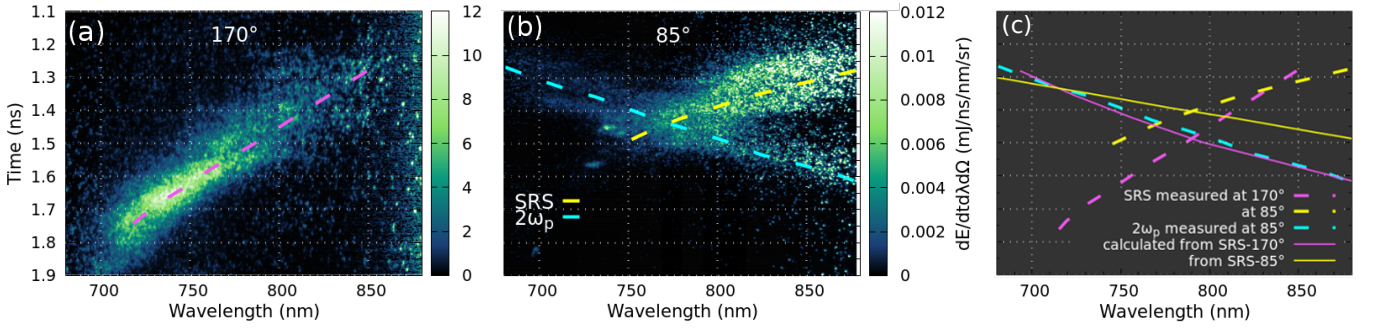 (a)
170°
1.1
1.2
1.3
1.4
1.5
1.6
1.7
1.8
1.9
Time (ns)
700
750
800
850
Wavelength (nm)
12
10
8
6
4
2
0
(b)
85°
SRS
2ωp
700
750
800
850
Wavelength (nm)
0.012
0.01
0.008
0.006
0.004
0.002
0
dE/dtdλdΩ (mJ/ns/nm/sr)
(c)
SRS measured at 170°
at 85°
2ωp measured at 85°
calculated from SRS-170°
from SRS-85°
700
750
800
850
Wavelength (nm)